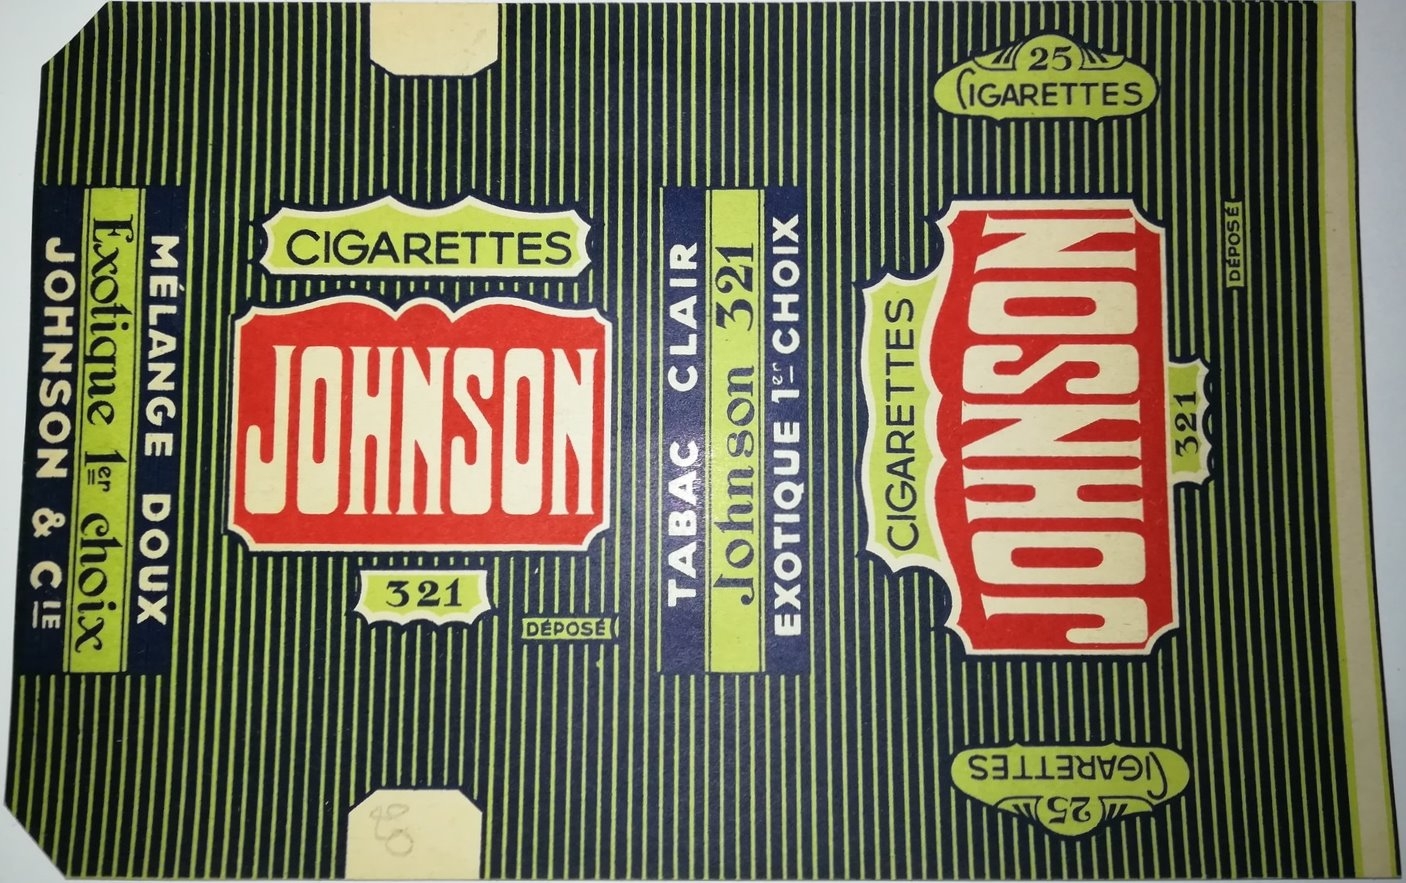 MÉLANGE DOUX
Exotique 1er choix
JOHNSON & CIE
CIGARETTES
JOHNSON
321
DÉPOSÉ
TABAC CLAIR
Johnson 321
EXOTIQUE 1er CHOIX
25
CIGARETTES
CIGARETTES
JOHNSON
321
DÉPOSÉ
25
CIGARETTES